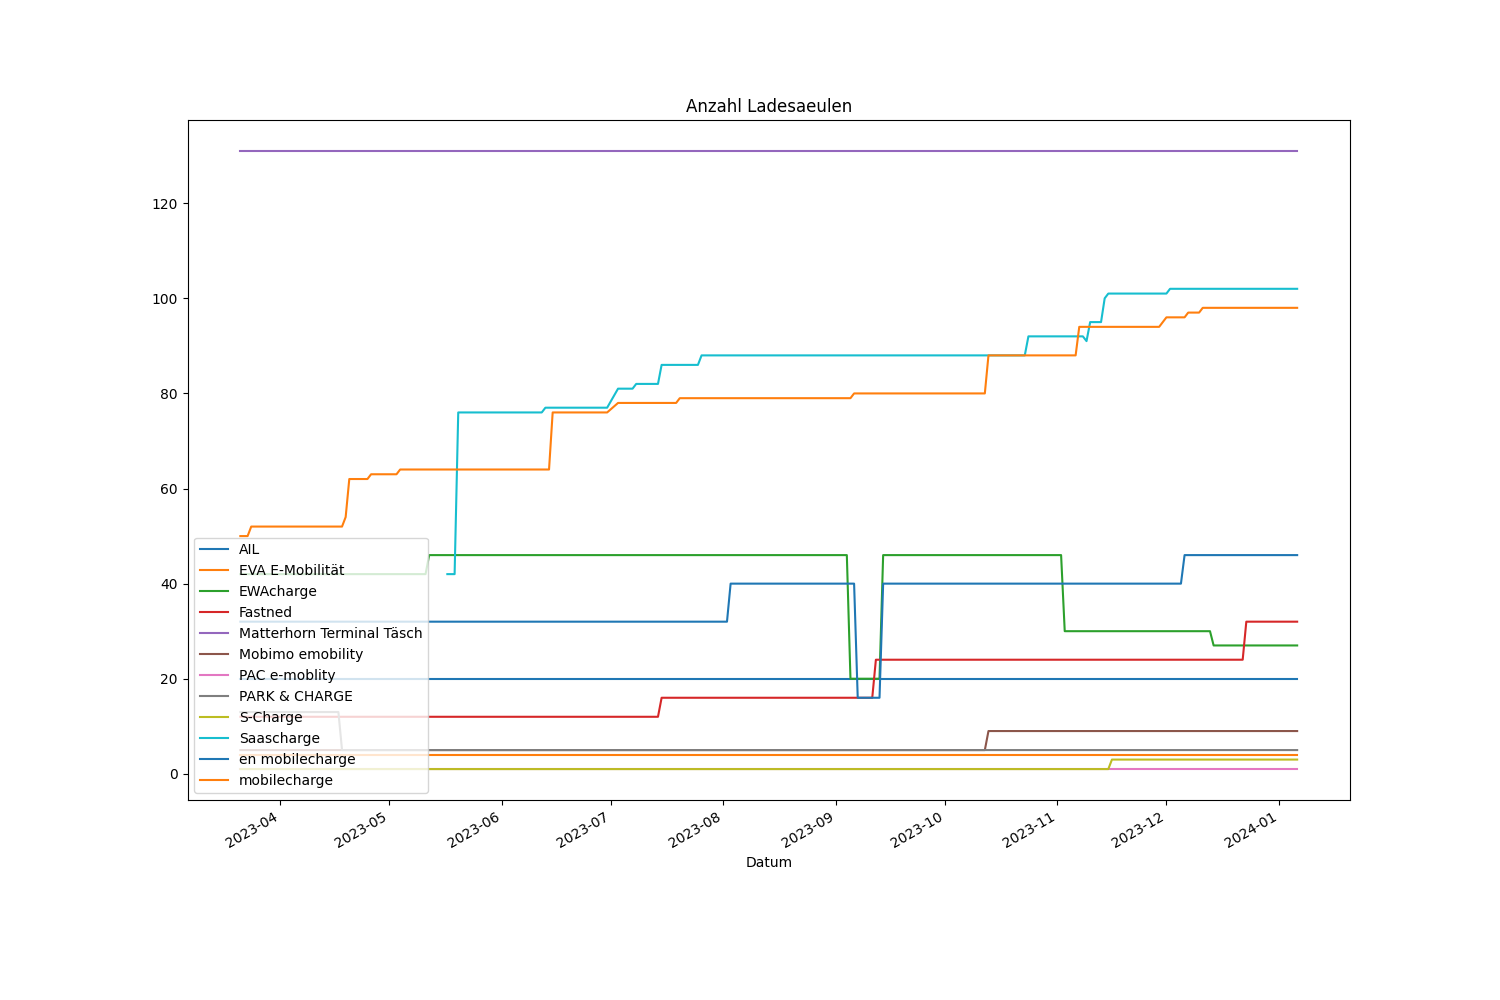 Anzahl Ladesaeulen
120
100
80
60
40
20
0
AIL
EVA E-Mobilität
EWAcharge
Fastned
Matterhorn Terminal Täsch
Mobimo emobility
PAC e-moblity
PARK & CHARGE
S-Charge
Saascharge
en mobilecharge
mobilecharge
2023-04
2023-05
2023-06
2023-07
2023-08
2023-09
2023-10
2023-11
2023-12
2024-01
Datum